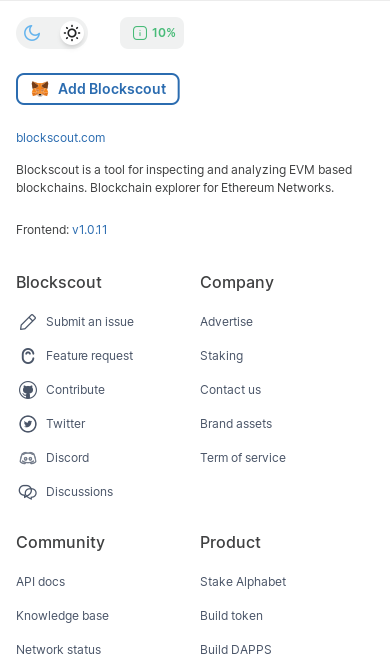 10%
Add Blockscout
blockscout.com
Blockscout is a tool for inspecting and analyzing EVM based
blockchains. Blockchain explorer for Ethereum Networks.
Frontend: v1.0.11
Blockscout
Submit an issue
Feature request
Contribute
Twitter
Discord
Discussions
Company
Advertise
Staking
Contact us
Brand assets
Term of service
Community
API docs
Knowledge base
Network status
Product
Stake Alphabet
Build token
Build DAPPS